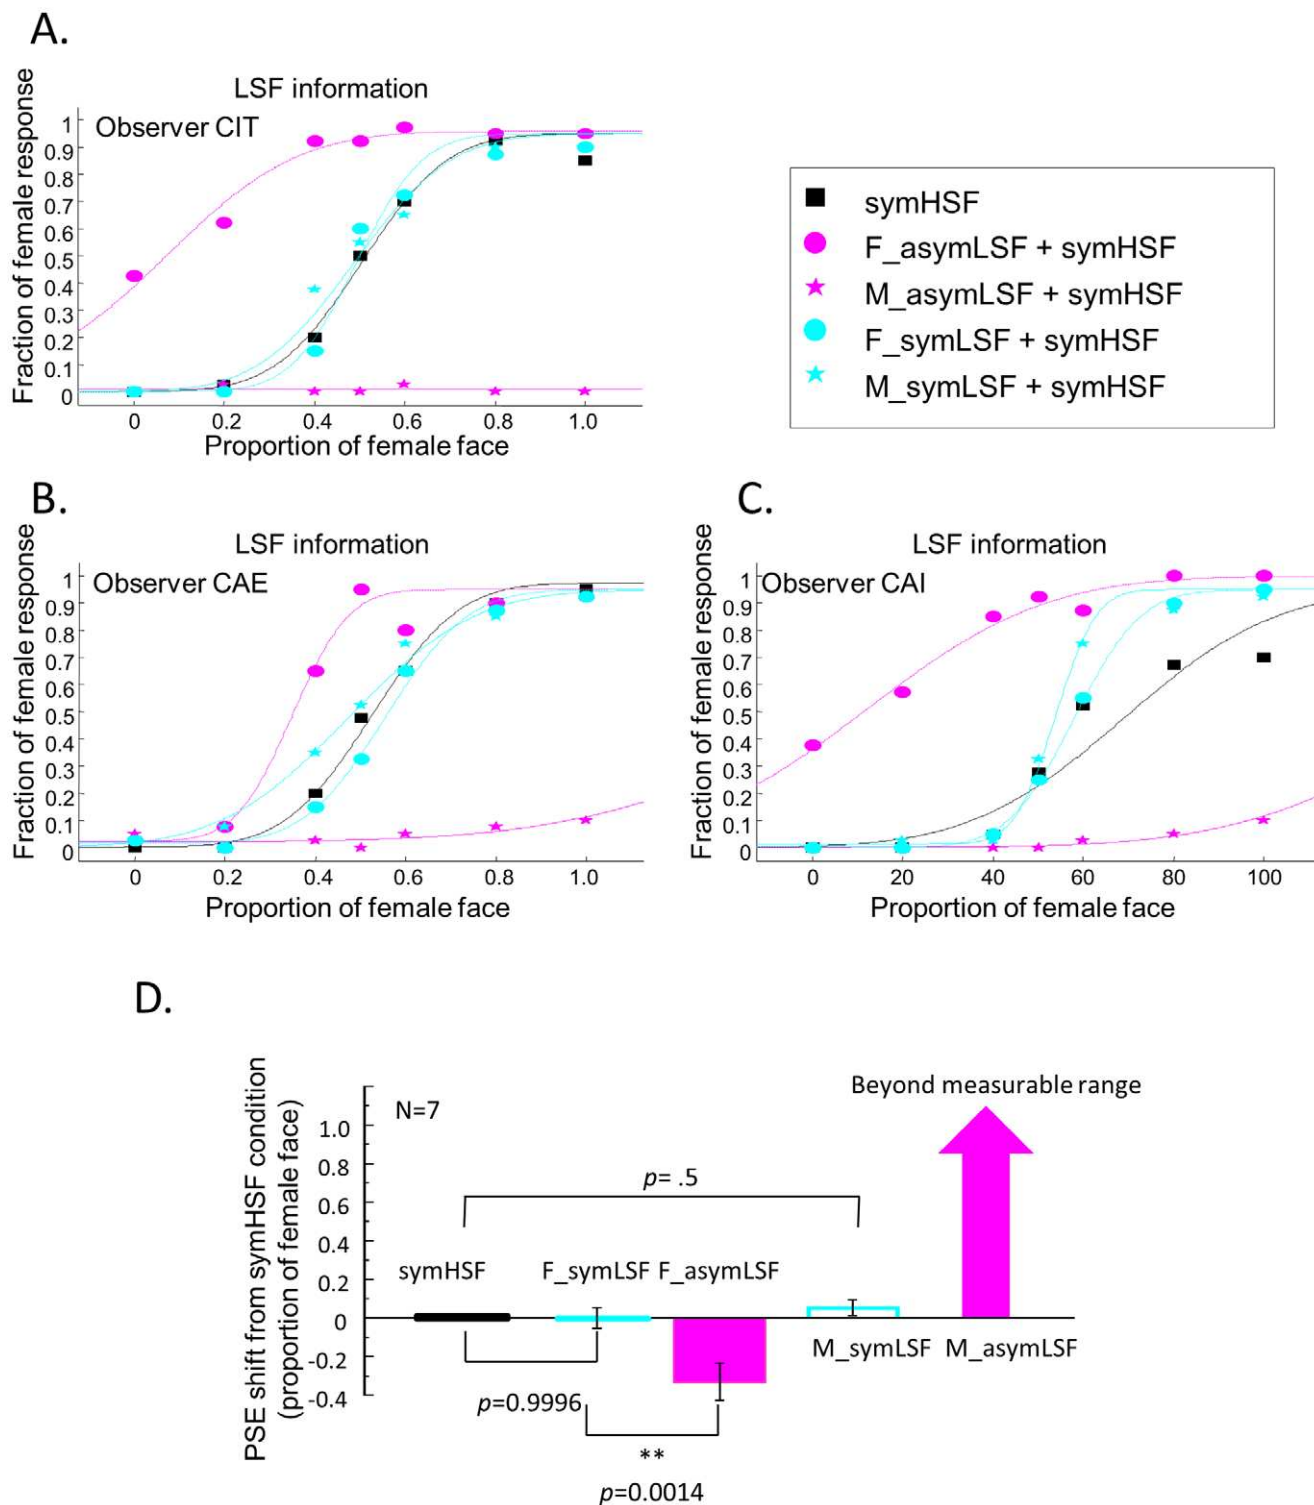 A.
LSF information
Observer CIT
Fraction of female response
1
0.9
0.8
0.7
0.6
0.5
0.4
0.3
0.2
0.1
0
0 0.2 0.4 0.6 0.8 1.0
Proportion of female face
symHSF
F_asymLSF + symHSF
M_asymLSF + symHSF
F_symLSF + symHSF
M_symLSF + symHSF
B.
LSF information
Observer CAE
Fraction of female response
1
0.9
0.8
0.7
0.6
0.5
0.4
0.3
0.2
0.1
0
0 0.2 0.4 0.6 0.8 1.0
Proportion of female face
C.
LSF information
Observer CAI
Fraction of female response
1
0.9
0.8
0.7
0.6
0.5
0.4
0.3
0.2
0.1
0
0 20 40 60 80 100
Proportion of female face
D.
PSE shift from symHSF condition
(proportion of female face)
1.0
0.8
0.6
0.4
0.2
0
-0.2
-0.4
N=7
Beyond measurable range
p= .5
symHSF F_symLSF F_asymLSF
M_symLSF M_asymLSF
p=0.9996
**
p=0.0014